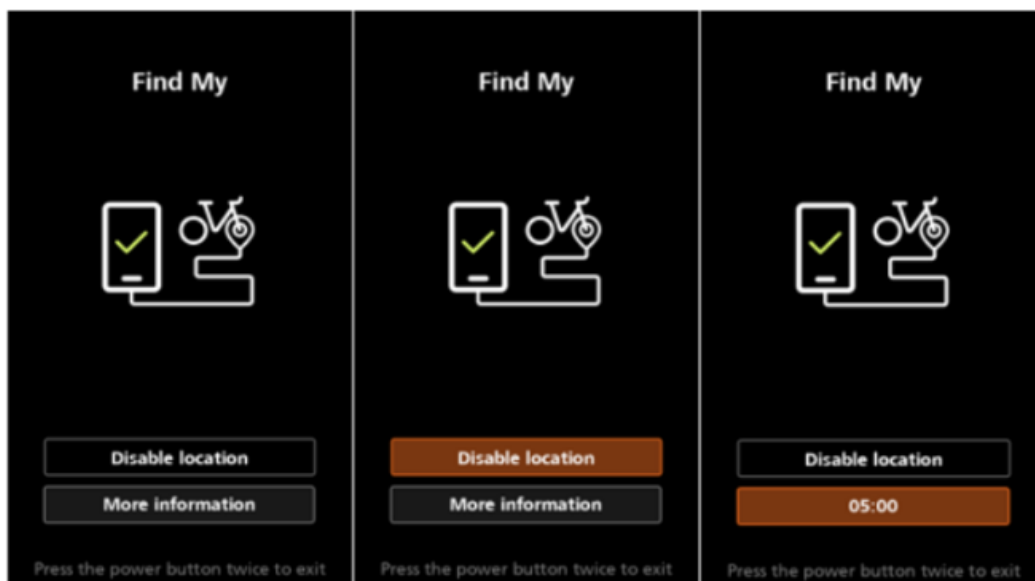 Find My
Disable location
More information
Press the power button twice to exit
Find My
Disable location
More information
Press the power button twice to exit
Find My
Disable location
05:00
Press the power button twice to exit